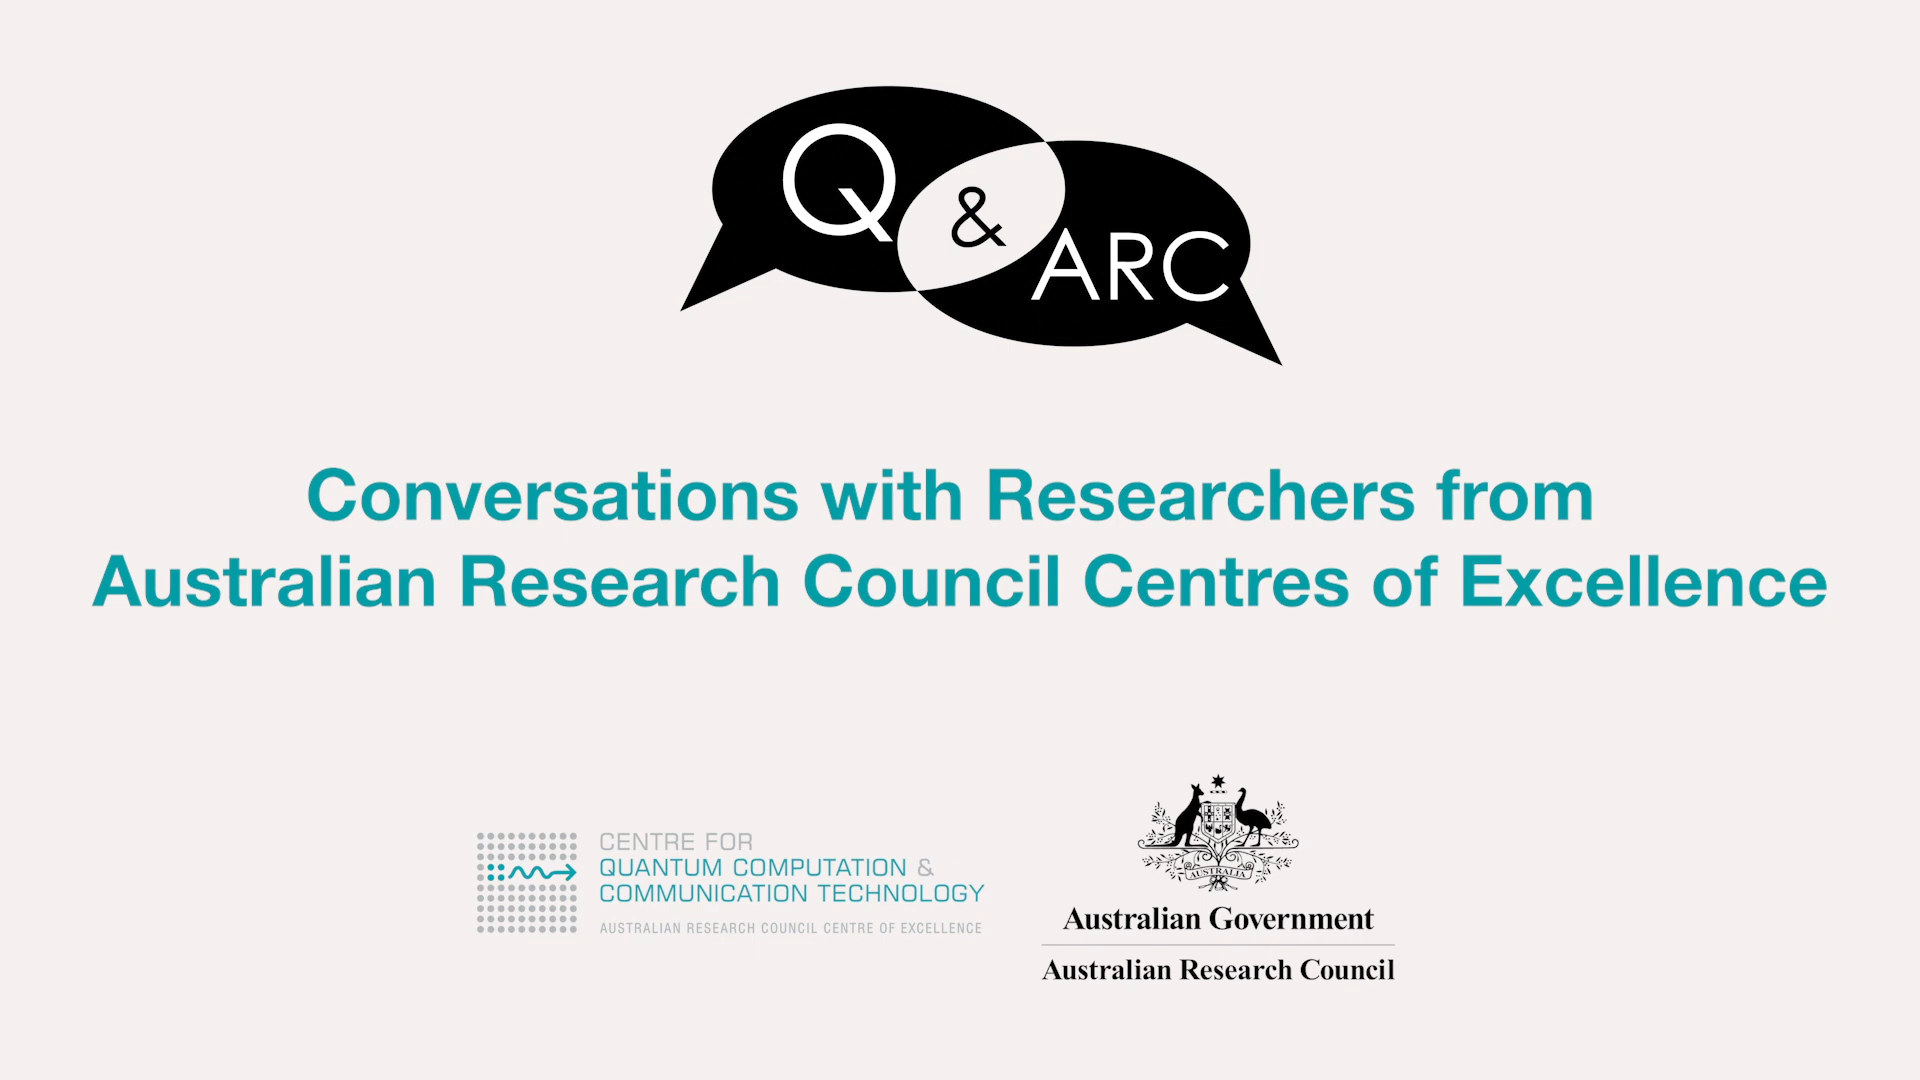 Q & ARC
Conversations with Researchers from
Australian Research Council Centres of Excellence
CENTRE FOR
QUANTUM COMPUTATION &
COMMUNICATION TECHNOLOGY
AUSTRALIAN RESEARCH COUNCIL CENTRE OF EXCELLENCE
AUSTRALIA
Australian Government
Australian Research Council